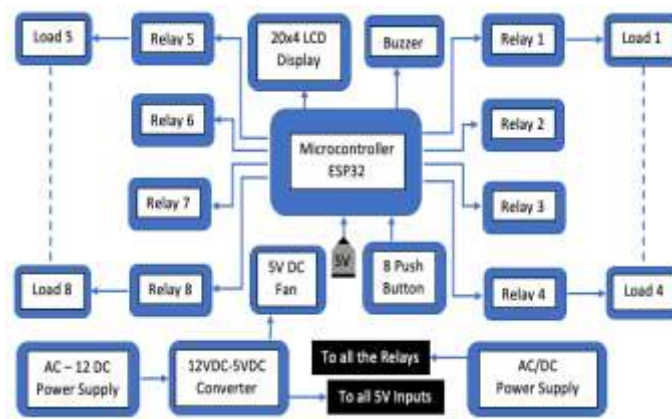 Load 5
Relay 5
20x4 LCD
Display
Buzzer
Relay 1
Load 1
Relay 6
Microcontroller
ESP32
Relay 2
Relay 7
Relay 3
5V
5V DC
Fan
8 Push
Button
Load 8
Relay 8
Relay 4
Load 4
AC – 12 DC
Power Supply
12VDC-5VDC
Converter
To all the Relays
To all 5V Inputs
AC/DC
Power Supply